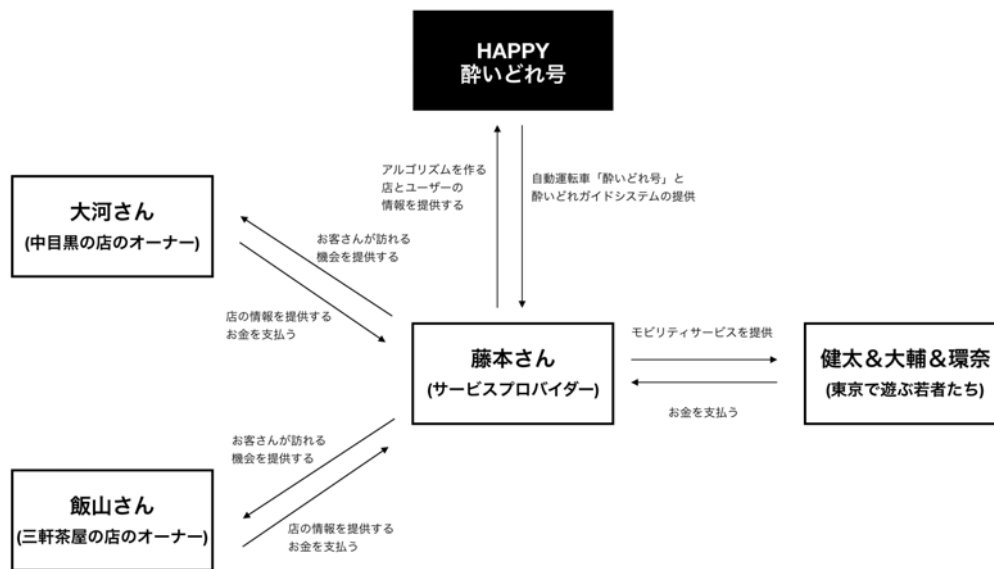 HAPPY
酔いどれ号
アルゴリズムを作る
店とユーザーの
情報を提供する
自動運転車「酔いどれ号」と
酔いどれガイドシステムの提供
大河さん
(中目黒の店のオーナー)
お客さんが訪れる
機会を提供する
店の情報を提供する
お金を支払う
藤本さん
(サービスプロバイダー)
モビリティサービスを提供
お金を支払う
健太＆大輔＆環奈
(東京で遊ぶ若者たち)
お客さんが訪れる
機会を提供する
飯山さん
(三軒茶屋の店のオーナー)
店の情報を提供する
お金を支払う